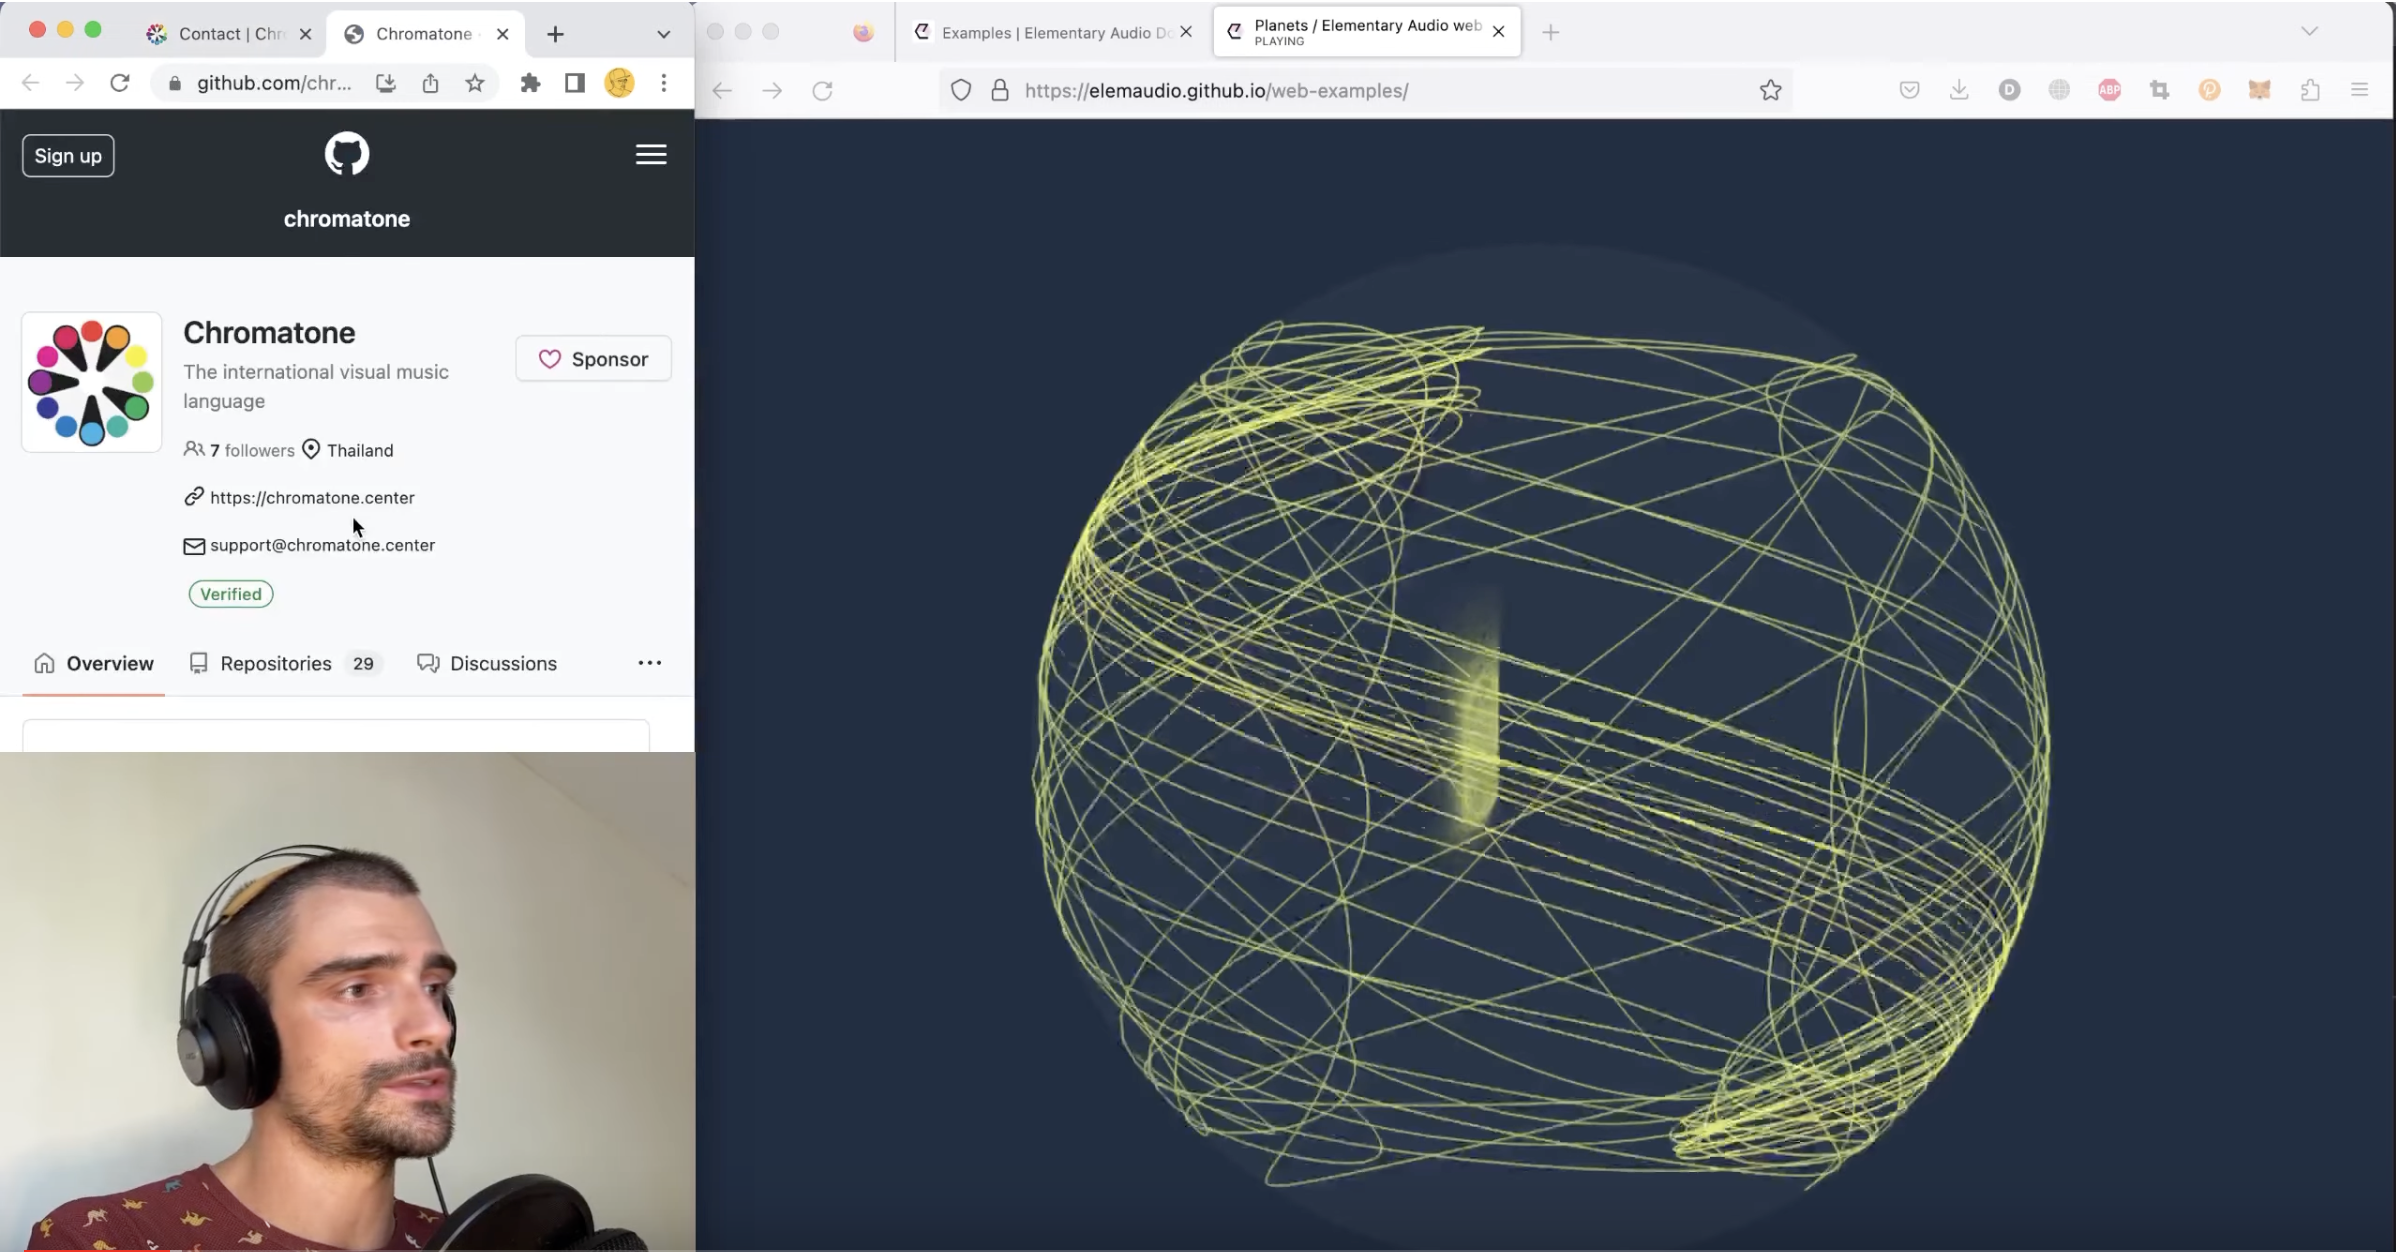 Contact | Chr
Chromatone
github.com/chr...
Sign up
chromatone
Chromatone
The international visual music
language
Sponsor
7 followers Thailand
https://chromatone.center
support@chromatone.center
Verified
Overview Repositories 29 Discussions
Examples | Elementary Audio Do
Planets / Elementary Audio web
PLAYING
https://elemaudio.github.io/web-examples/
D
ABP